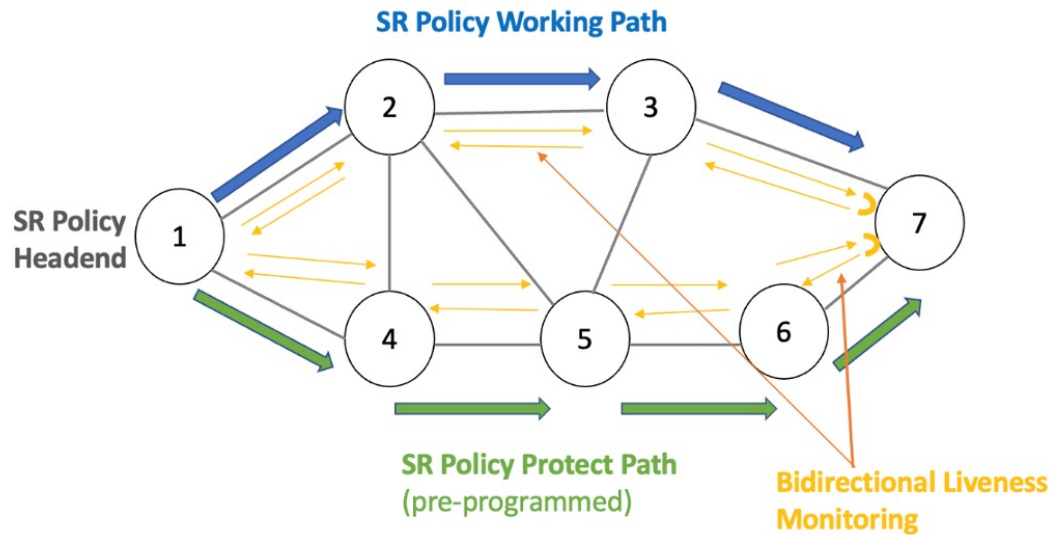 SR Policy Working Path
2
3
SR Policy
Headend
1
7
4
5
6
SR Policy Protect Path
(pre-programmed)
Bidirectional Liveness
Monitoring